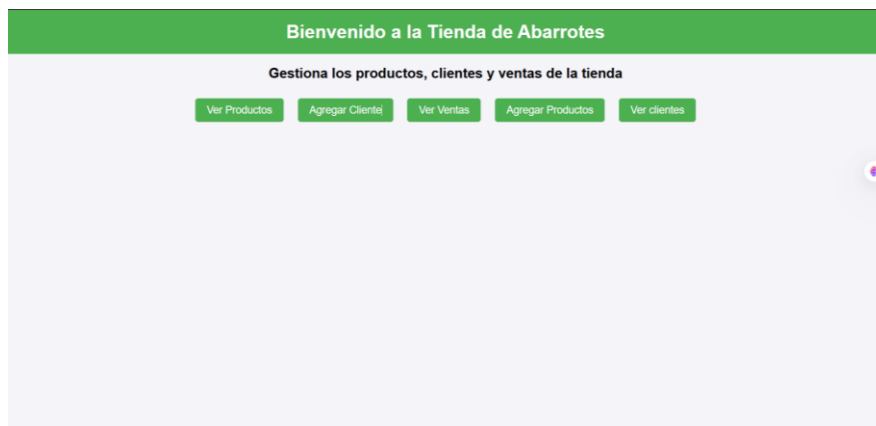 Bienvenido a la Tienda de Abarrotes
Gestiona los productos, clientes y ventas de la tienda
Ver Productos Agregar Cliente Ver Ventas Agregar Productos Ver clientes